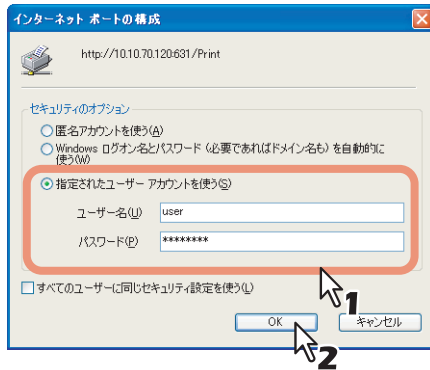 インターネット ポートの構成
http://10.10.70.120:631/Print
セキュリティのオプション
匿名アカウントを使う(A)
Windows ログオン名とパスワード (必要であればドメイン名も) を自動的に
使う(W)
指定されたユーザー アカウントを使う(S)
ユーザー名(U) user
パスワード(P) ********
すべてのユーザーに同じセキュリティ設定を使う(L)
1
OK キャンセル
2